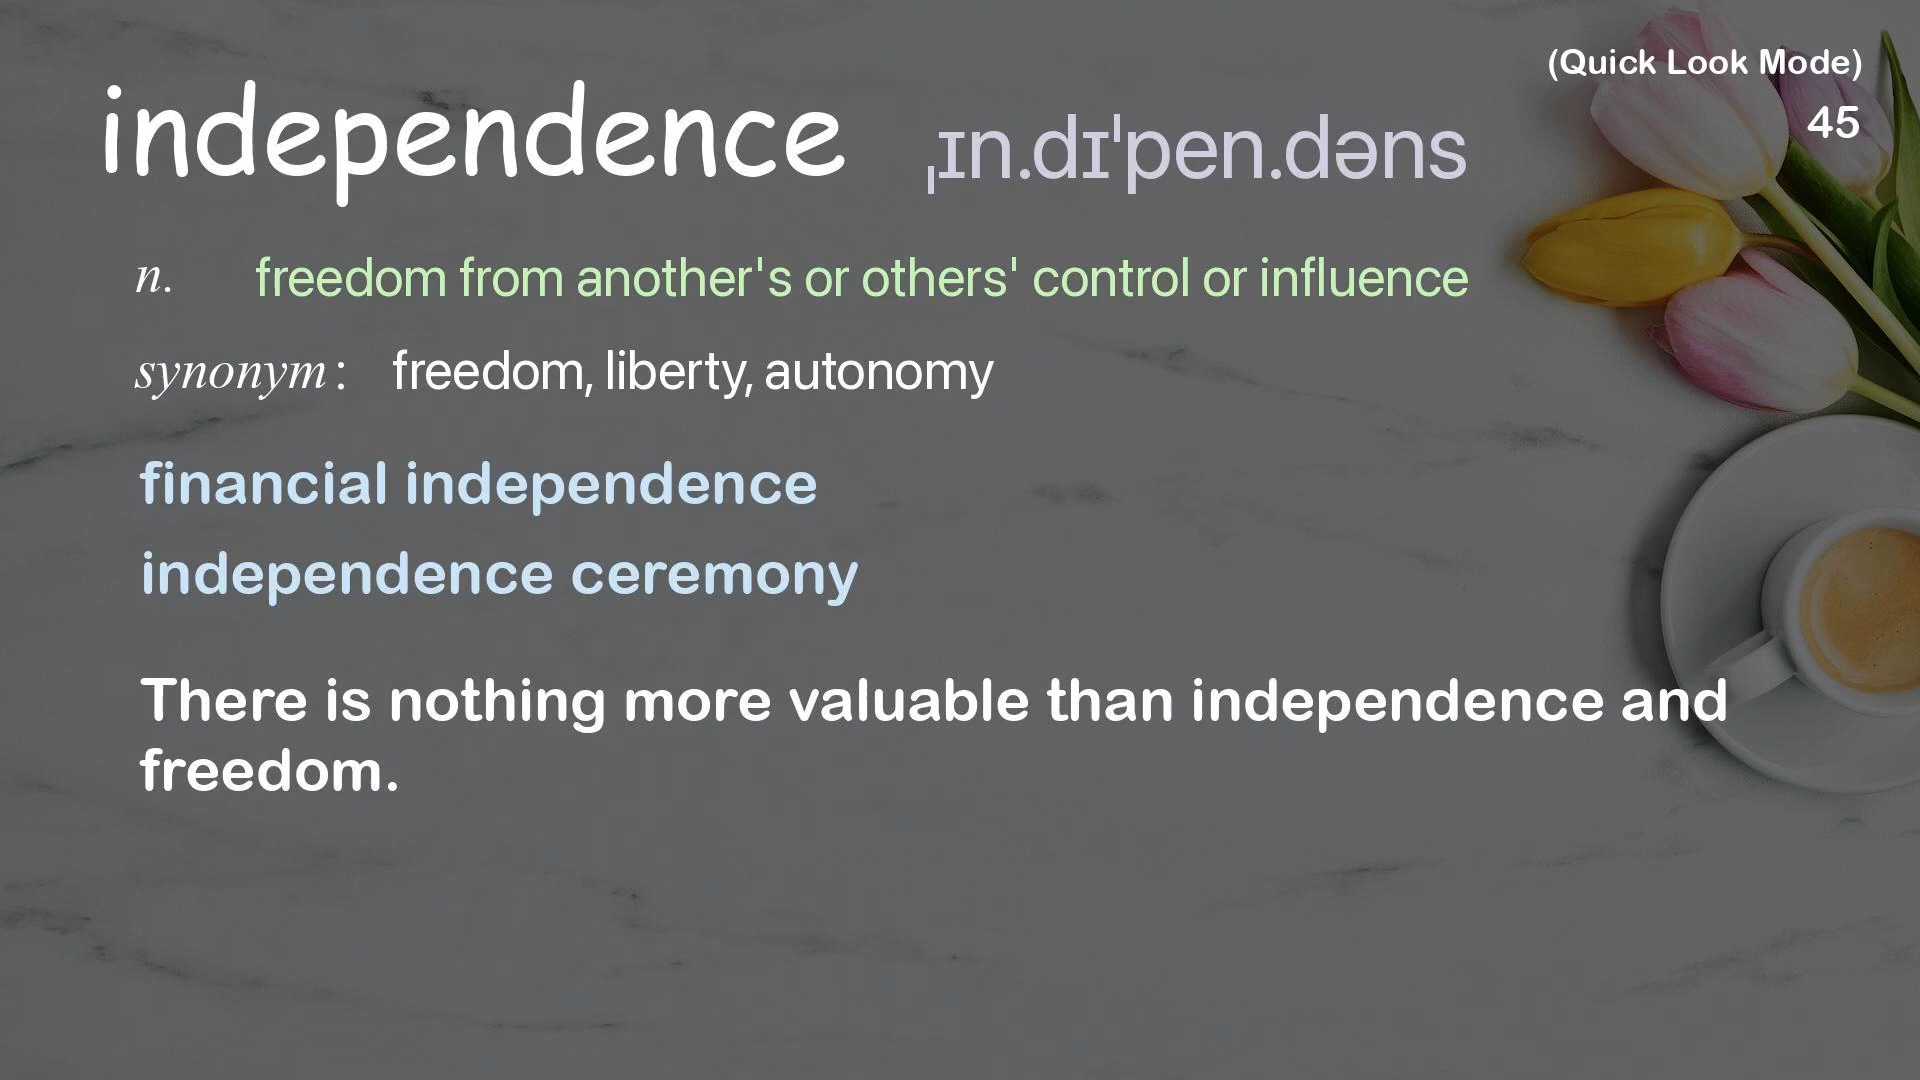 (Quick Look Mode)
45
independence ˌɪn.dɪˈpen.dəns
n. freedom from another's or others' control or influence
synonym: freedom, liberty, autonomy
financial independence
independence ceremony
There is nothing more valuable than independence and
freedom.